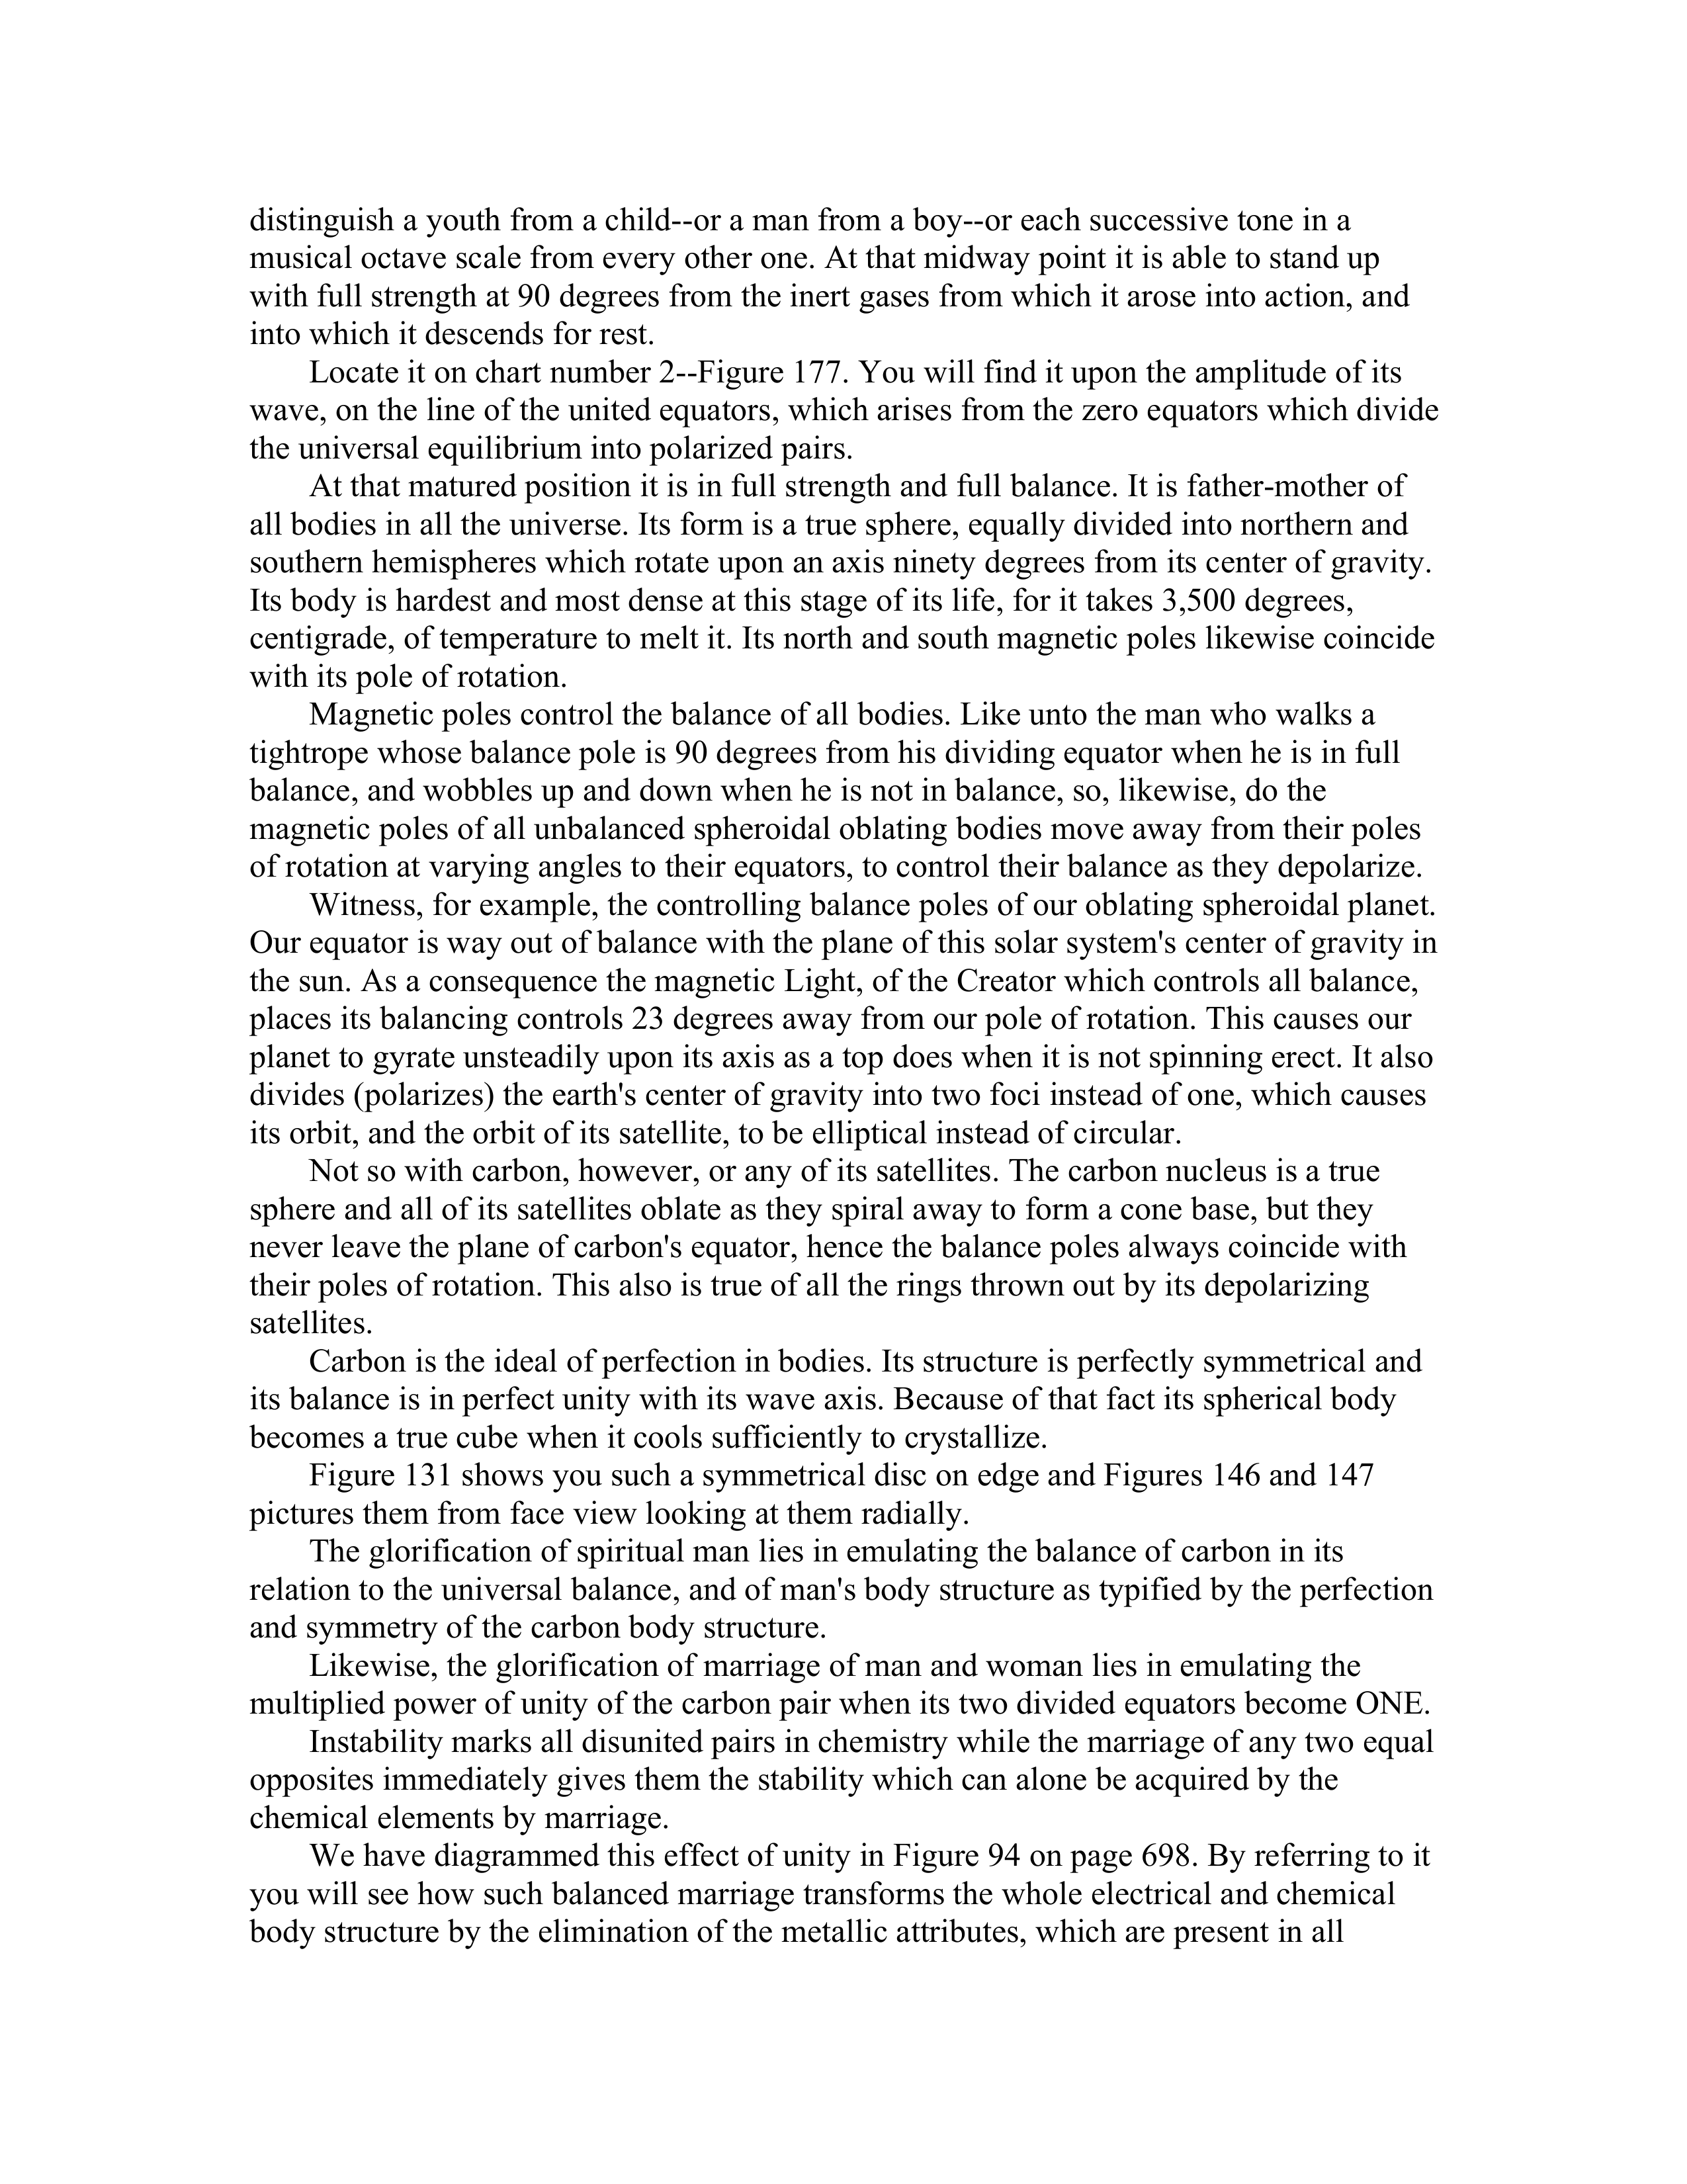 distinguish a youth from a child--or a man from a boy--or each successive tone in a
musical octave scale from every other one. At that midway point it is able to stand up
with full strength at 90 degrees from the inert gases from which it arose into action, and
into which it descends for rest.
Locate it on chart number 2--Figure 177. You will find it upon the amplitude of its
wave, on the line of the united equators, which arises from the zero equators which divide
the universal equilibrium into polarized pairs.
At that matured position it is in full strength and full balance. It is father-mother of
all bodies in all the universe. Its form is a true sphere, equally divided into northern and
southern hemispheres which rotate upon an axis ninety degrees from its center of gravity.
Its body is hardest and most dense at this stage of its life, for it takes 3,500 degrees,
centigrade, of temperature to melt it. Its north and south magnetic poles likewise coincide
with its pole of rotation.
Magnetic poles control the balance of all bodies. Like unto the man who walks a
tightrope whose balance pole is 90 degrees from his dividing equator when he is in full
balance, and wobbles up and down when he is not in balance, so, likewise, do the
magnetic poles of all unbalanced spheroidal oblating bodies move away from their poles
of rotation at varying angles to their equators, to control their balance as they depolarize.
Witness, for example, the controlling balance poles of our oblating spheroidal planet.
Our equator is way out of balance with the plane of this solar system's center of gravity in
the sun. As a consequence the magnetic Light, of the Creator which controls all balance,
places its balancing controls 23 degrees away from our pole of rotation. This causes our
planet to gyrate unsteadily upon its axis as a top does when it is not spinning erect. It also
divides (polarizes) the earth's center of gravity into two foci instead of one, which causes
its orbit, and the orbit of its satellite, to be elliptical instead of circular.
Not so with carbon, however, or any of its satellites. The carbon nucleus is a true
sphere and all of its satellites oblate as they spiral away to form a cone base, but they
never leave the plane of carbon's equator, hence the balance poles always coincide with
their poles of rotation. This also is true of all the rings thrown out by its depolarizing
satellites.
Carbon is the ideal of perfection in bodies. Its structure is perfectly symmetrical and
its balance is in perfect unity with its wave axis. Because of that fact its spherical body
becomes a true cube when it cools sufficiently to crystallize.
Figure 131 shows you such a symmetrical disc on edge and Figures 146 and 147
pictures them from face view looking at them radially.
The glorification of spiritual man lies in emulating the balance of carbon in its
relation to the universal balance, and of man's body structure as typified by the perfection
and symmetry of the carbon body structure.
Likewise, the glorification of marriage of man and woman lies in emulating the
multiplied power of unity of the carbon pair when its two divided equators become ONE.
Instability marks all disunited pairs in chemistry while the marriage of any two equal
opposites immediately gives them the stability which can alone be acquired by the
chemical elements by marriage.
We have diagrammed this effect of unity in Figure 94 on page 698. By referring to it
you will see how such balanced marriage transforms the whole electrical and chemical
body structure by the elimination of the metallic attributes, which are present in all